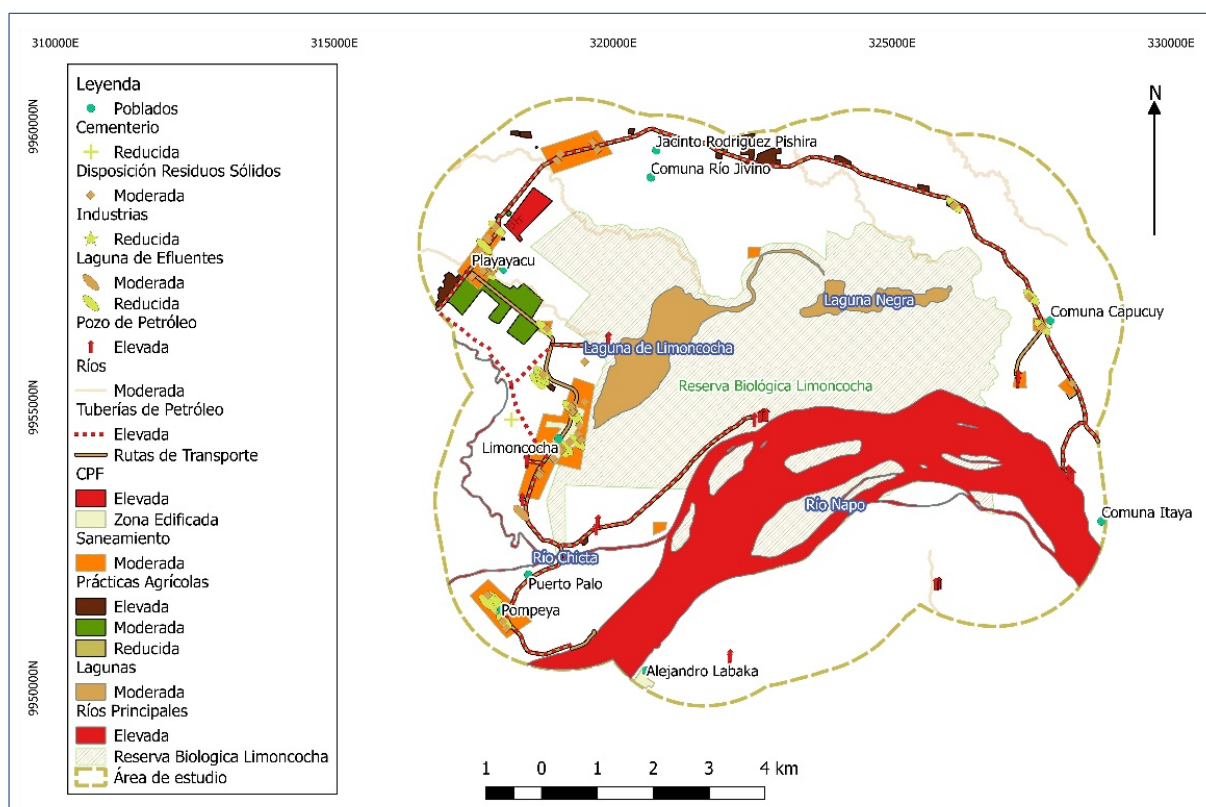 310000E 315000E 320000E 325000E 330000E
9960000N
9955000N
9950000N
Leyenda
Poblados
Cementerio
Reducida
Disposición Residuos Sólidos
Moderada
Industrias
Reducida
Laguna de Efluentes
Moderada
Reducida
Pozo de Petróleo
Elevada
Ríos
Moderada
Tuberías de Petróleo
Elevada
Rutas de Transporte
CPF
Elevada
Zona Edificada
Saneamiento
Moderada
Prácticas Agrícolas
Elevada
Moderada
Reducida
Lagunas
Moderada
Ríos Principales
Elevada
Reserva Biologica Limoncocha
Área de estudio
N
Jacinto Rodriguez Pishira
Comuna Río Jivino
Playayacu
Laguna Negra
Comuna Capucuy
Laguna de Limoncocha
Reserva Biológica Limoncocha
Limoncocha
Río Napo
Comuna Itaya
Río Chicta
Puerto Palo
Pompeya
Alejandro Labaka
1 0 1 2 3 4 km